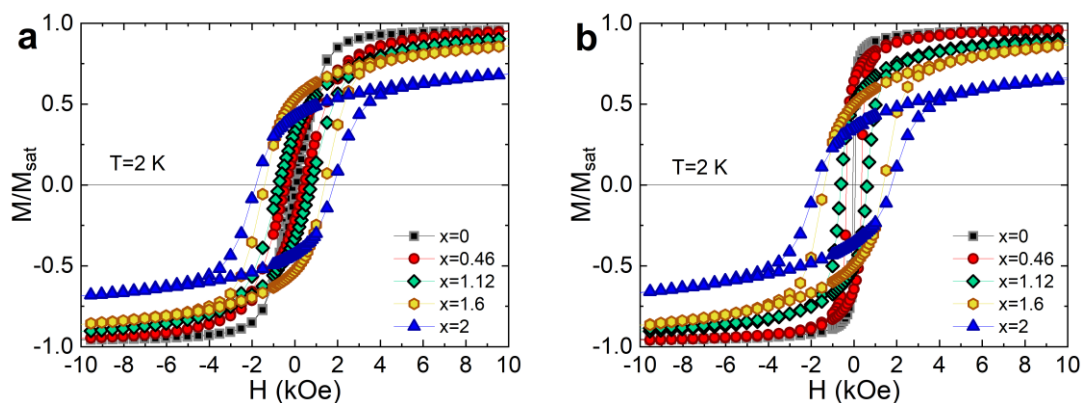 a
M/M_sat
1.0
0.5
0.0
-0.5
-1.0
T=2 K
x=0
x=0.46
x=1.12
x=1.6
x=2
-10 -8 -6 -4 -2 0 2 4 6 8 10
H (kOe)
b
M/M_sat
1.0
0.5
0.0
-0.5
-1.0
T=2 K
x=0
x=0.46
x=1.12
x=1.6
x=2
-10 -8 -6 -4 -2 0 2 4 6 8 10
H (kOe)